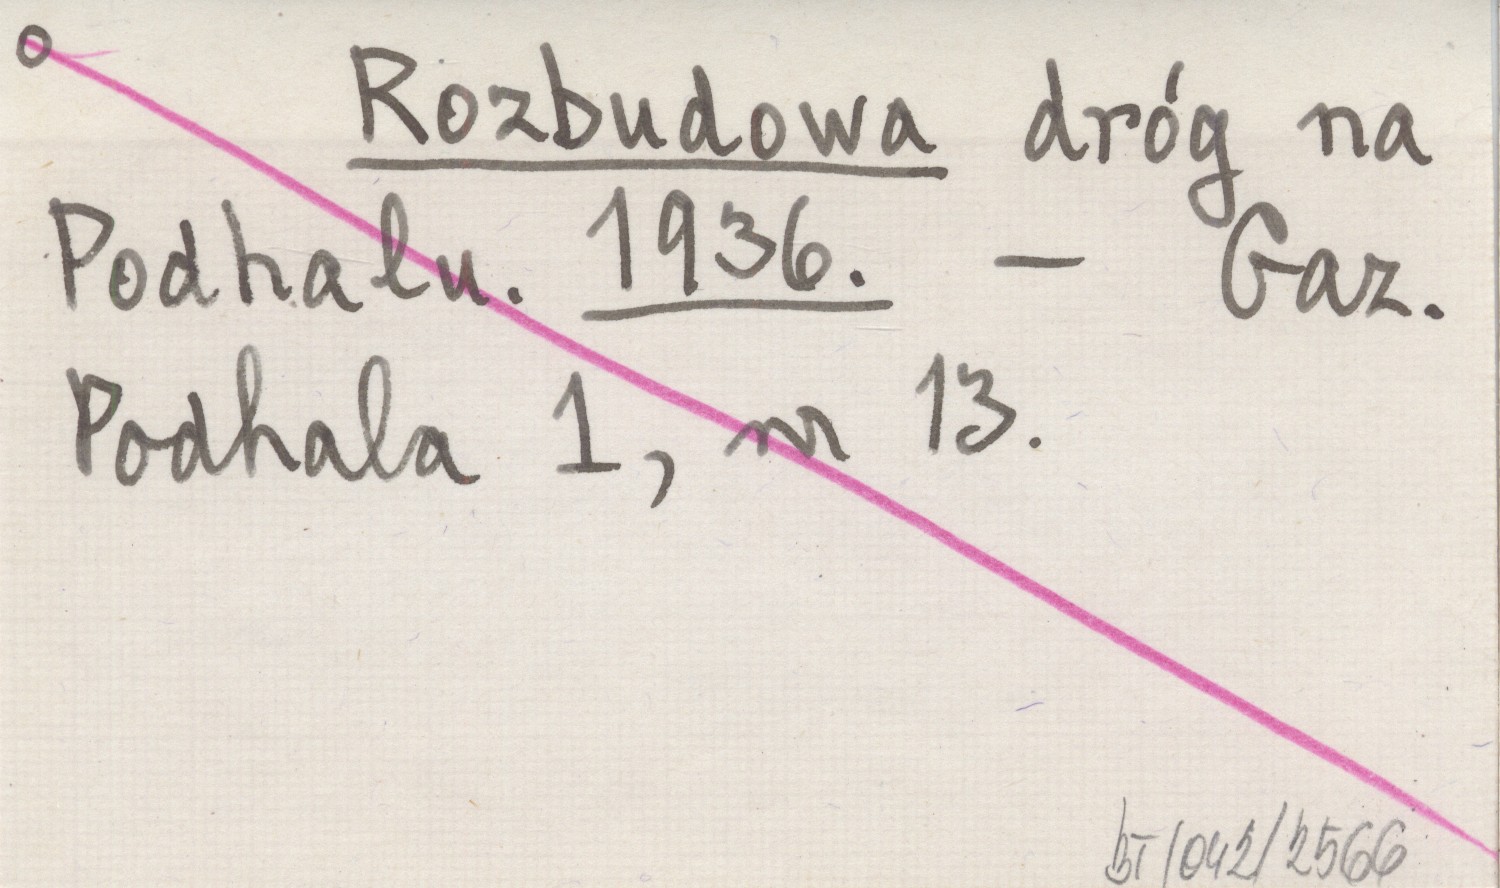 o
Rozbudowa dróg na
Podhalu. 1936. — Gaz.
Podhala 1, nr 13.
BT/042/2566